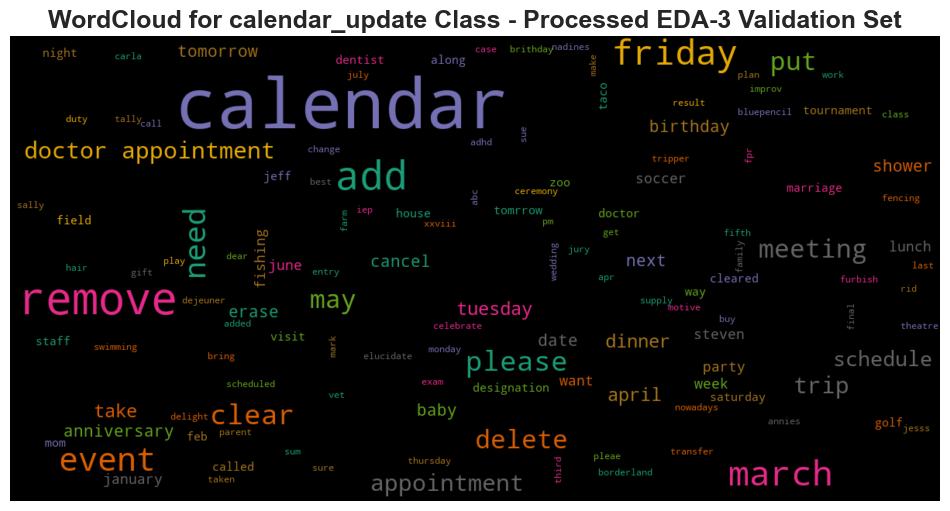 WordCloud for calendar_update Class - Processed EDA-3 Validation Set
night
carla
tomorrow
dentist
july
along
case
brithday
nadines
make
friday
put
plan
work
improv
calendar
taco
result
bluepencil
tournament
class
duty
tally
call
birthday
doctor appointment
change
adhd
sue
tripper
fpr
shower
jeff
best
add
abc
ceremony
zoo
soccer
marriage
fencing
sally
field
need
farm
iep
house
xxviii
tomrrow
pm
doctor
get
fifth
family
meeting
lunch
hair
gift
play
dear
fishing
june
entry
cancel
wedding
jury
apr
next
cleared
furbish
last
rid
remove
dejeuner
erase
added
may
tuesday
celebrate
supply
way
motive
buy
final
theatre
staff
swimming
visit
bring
mark
elucidate
monday
please
date
dinner
steven
schedule
scheduled
vet
exam
designation
want
april
party
week
saturday
trip
take
delight
clear
baby
nowadays
annies
golf
jesss
anniversary
feb
parent
mom
event
called
sum
sure
thursday
delete
third
pleae
borderland
transfer
march
january
taken
appointment